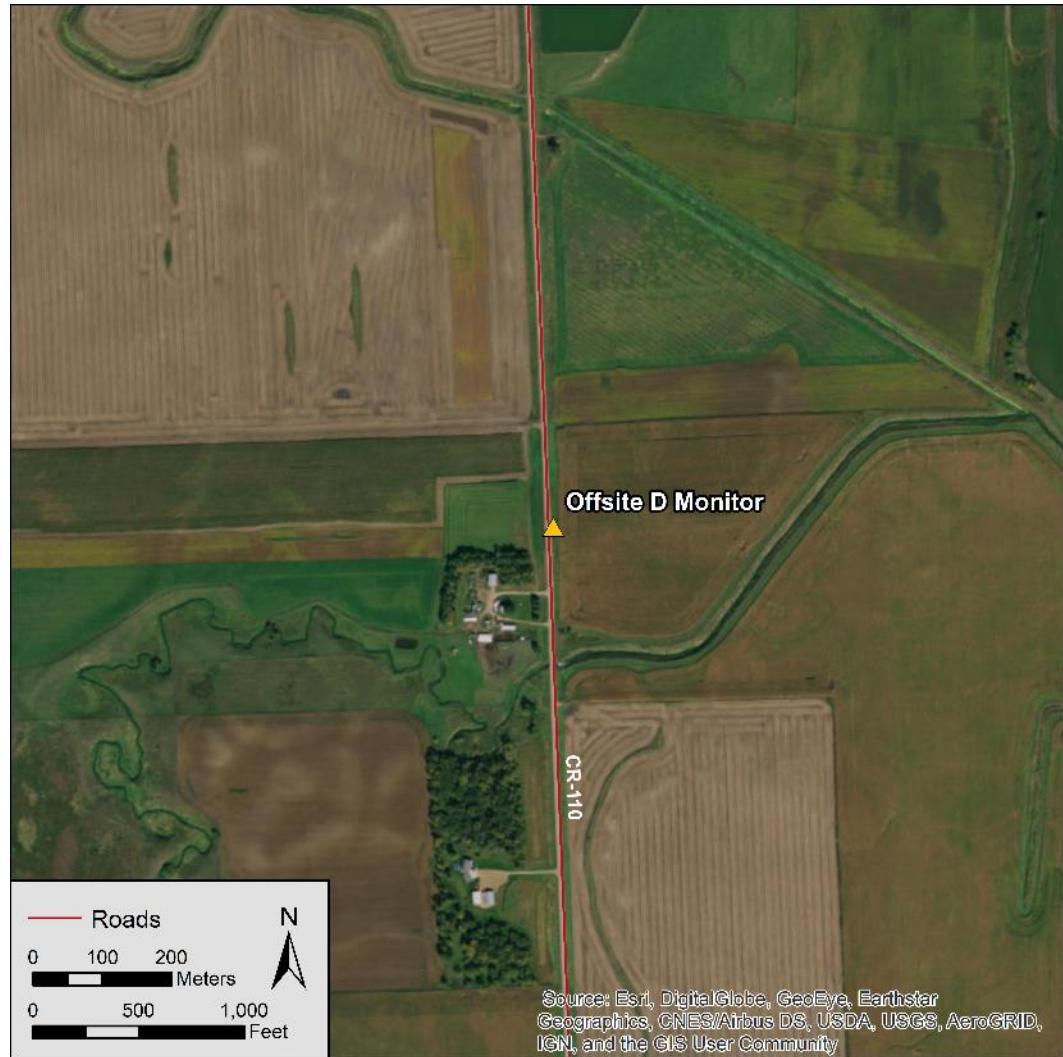 Offsite D Monitor
CR-110
Roads
N
0 100 200
Meters
0 500 1,000
Feet
Source: Esri, DigitalGlobe, GeoEye, Earthstar
Geographics, CNES/Airbus DS, USDA, USGS, AeroGRID,
IGN, and the GIS User Community